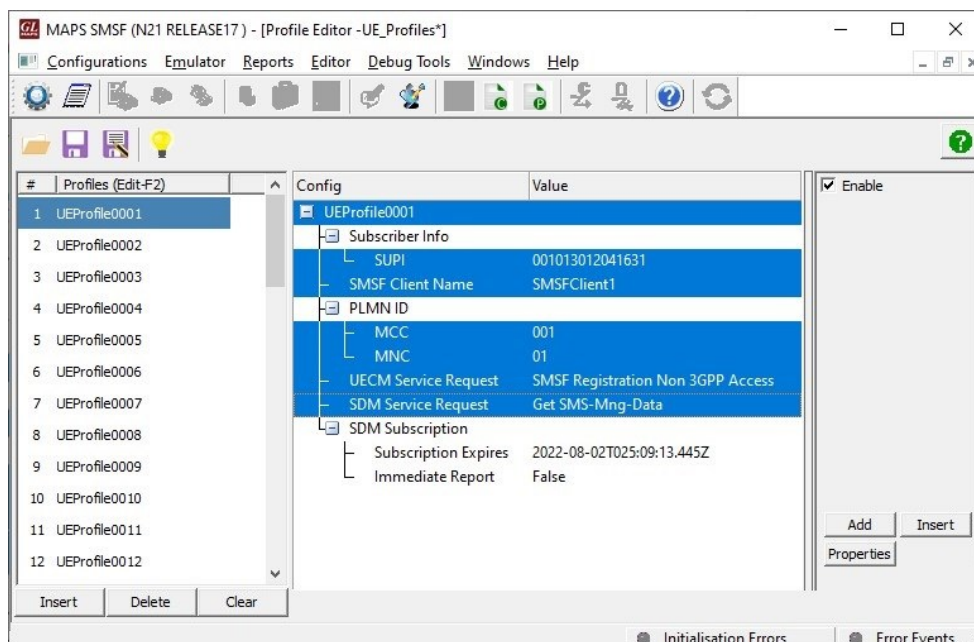 GL MAPS MAPS SMSF (N21 RELEASE17 ) - [Profile Editor -UE_Profiles*]
Configurations Emulator Reports Editor Debug Tools Windows Help
# Profiles (Edit-F2) Config Value Enable
1 UEProfile0001 UEProfile0001
2 UEProfile0002 Subscriber Info
SUPI 001013012041631
3 UEProfile0003 SMSF Client Name SMSFClient1
4 UEProfile0004 PLMN ID
5 UEProfile0005 MCC 001
MNC 01
6 UEProfile0006 UECM Service Request SMSF Registration Non 3GPP Access
7 UEProfile0007 SDM Service Request Get SMS-Mng-Data
8 UEProfile0008 SDM Subscription
9 UEProfile0009 Subscription Expires 2022-08-02T025:09:13.445Z
Immediate Report False
10 UEProfile0010
11 UEProfile0011 Add Insert
12 UEProfile0012 Properties
Insert Delete Clear
Initialisation Errors Error Events